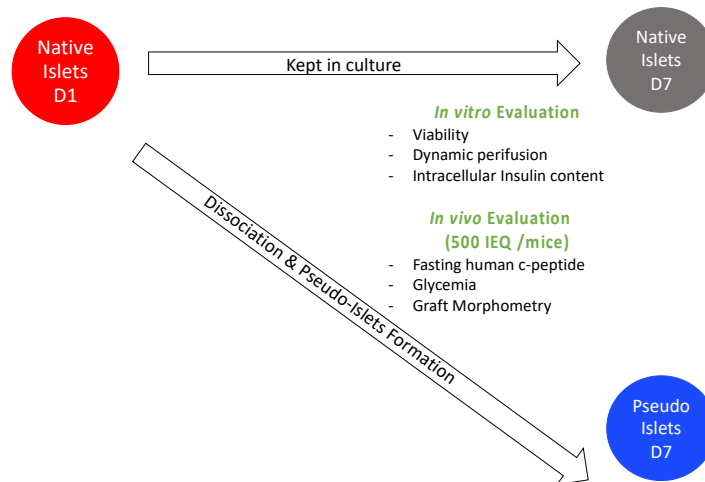 Native
Islets
D1
Kept in culture
Native
Islets
D7
In vitro Evaluation
- Viability
- Dynamic perifusion
- Intracellular Insulin content
Dissociation & Pseudo-Islets Formation
In vivo Evaluation
(500 IEQ /mice)
- Fasting human c-peptide
- Glycemia
- Graft Morphometry
Pseudo
Islets
D7